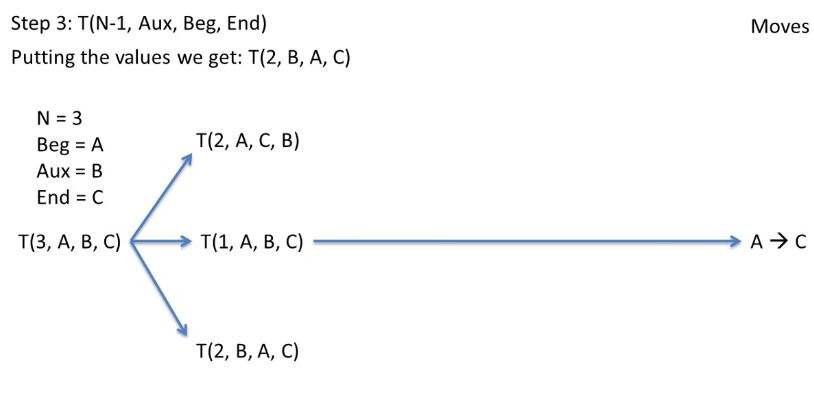 Step 3: T(N-1, Aux, Beg, End)
Moves
Putting the values we get: T(2, B, A, C)
N = 3
Beg = A
Aux = B
End = C
T(2, A, C, B)
T(3, A, B, C)
T(1, A, B, C)
A → C
T(2, B, A, C)